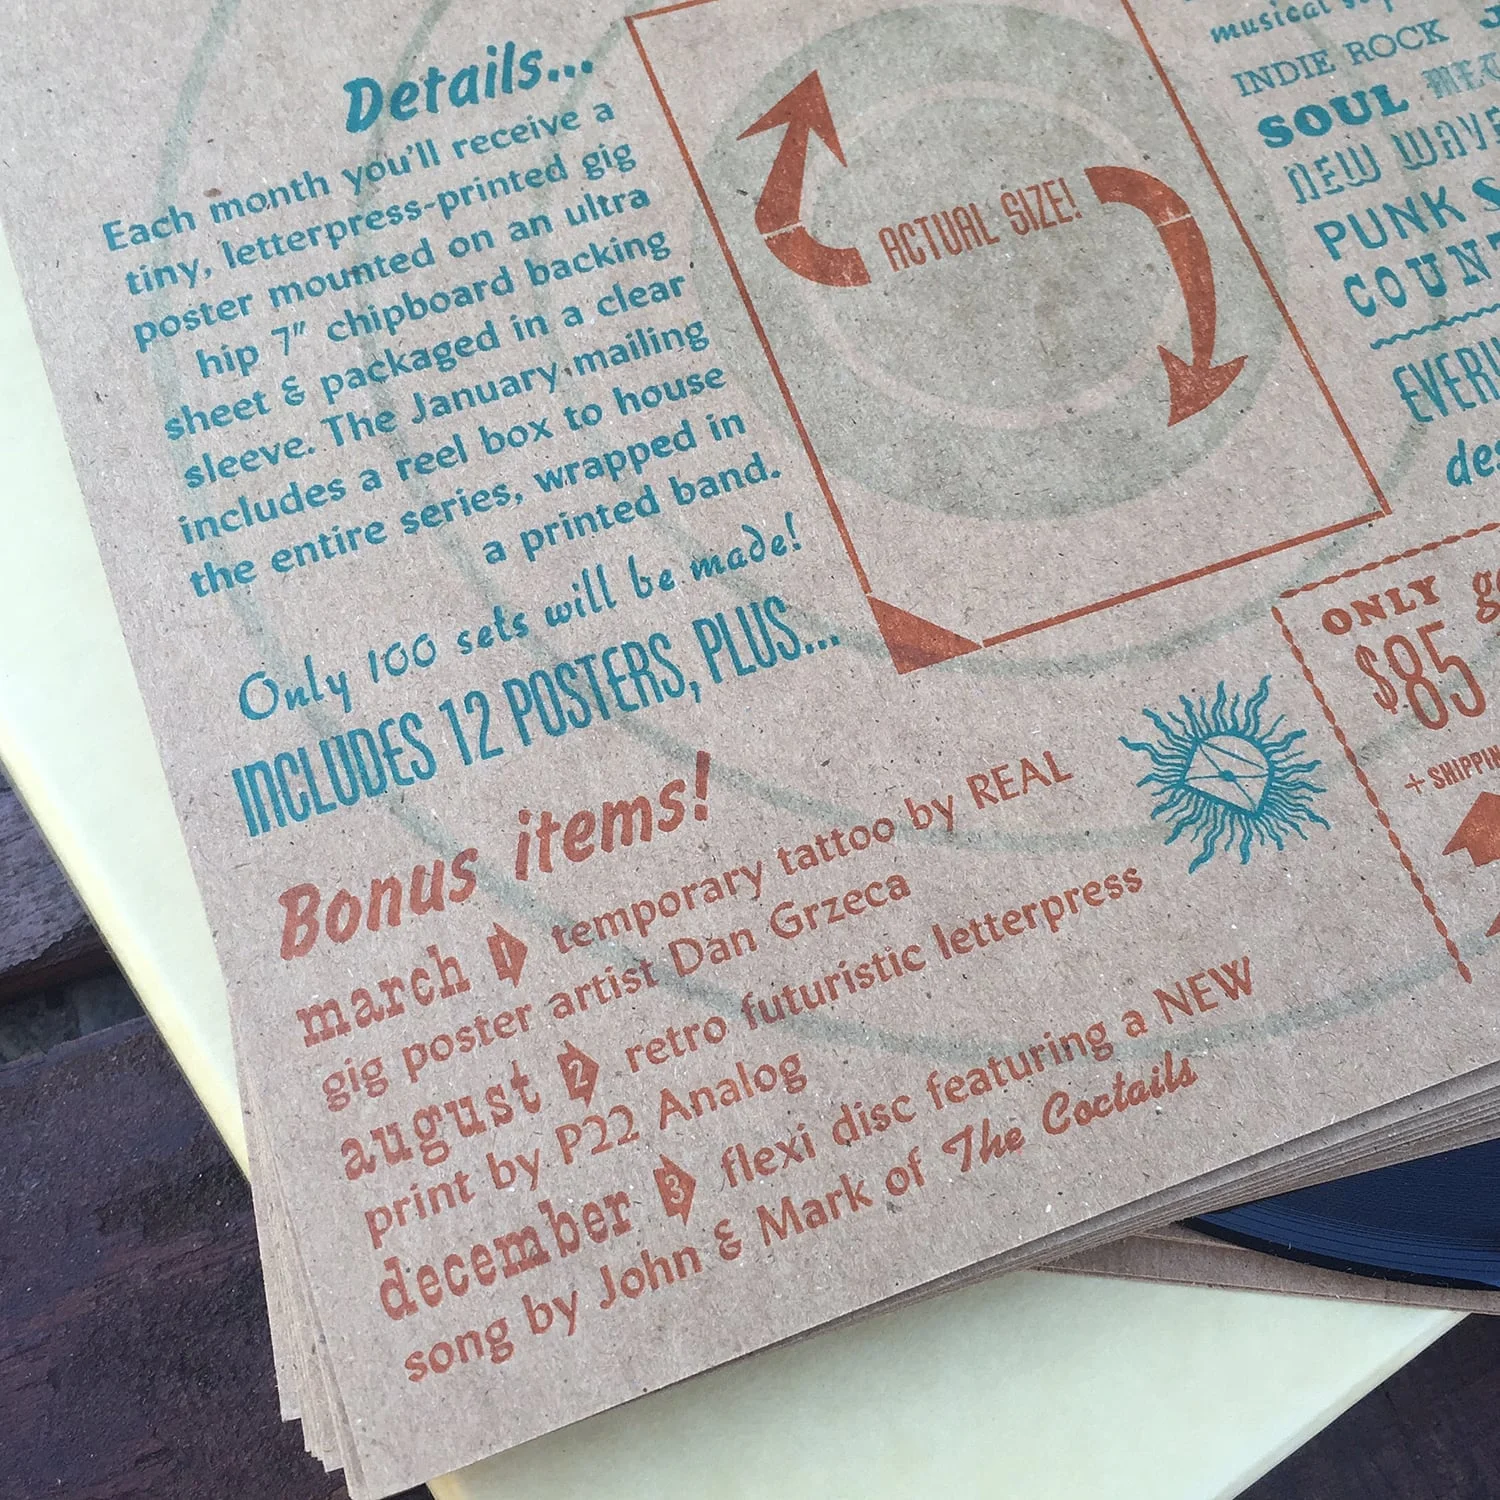 Details...
Each month you'll receive a
tiny, letterpress-printed gig
poster mounted on an ultra
hip 7" chipboard backing
sheet & packaged in a clear
sleeve. The January mailing
includes a reel box to house
the entire series, wrapped in
a printed band.
Only 100 sets will be made!
INCLUDES 12 POSTERS, PLUS...
Bonus items!
march 1 temporary tattoo by REAL
gig poster artist Dan Grzeca
august 2 retro futuristic letterpress
print by P22 Analog
december 3 flexi disc featuring a NEW
song by John & Mark of The Coctails
ACTUAL SIZE!
musical
INDIE ROCK
SOUL
NEW WAVE
PUNK
ONLY
$85